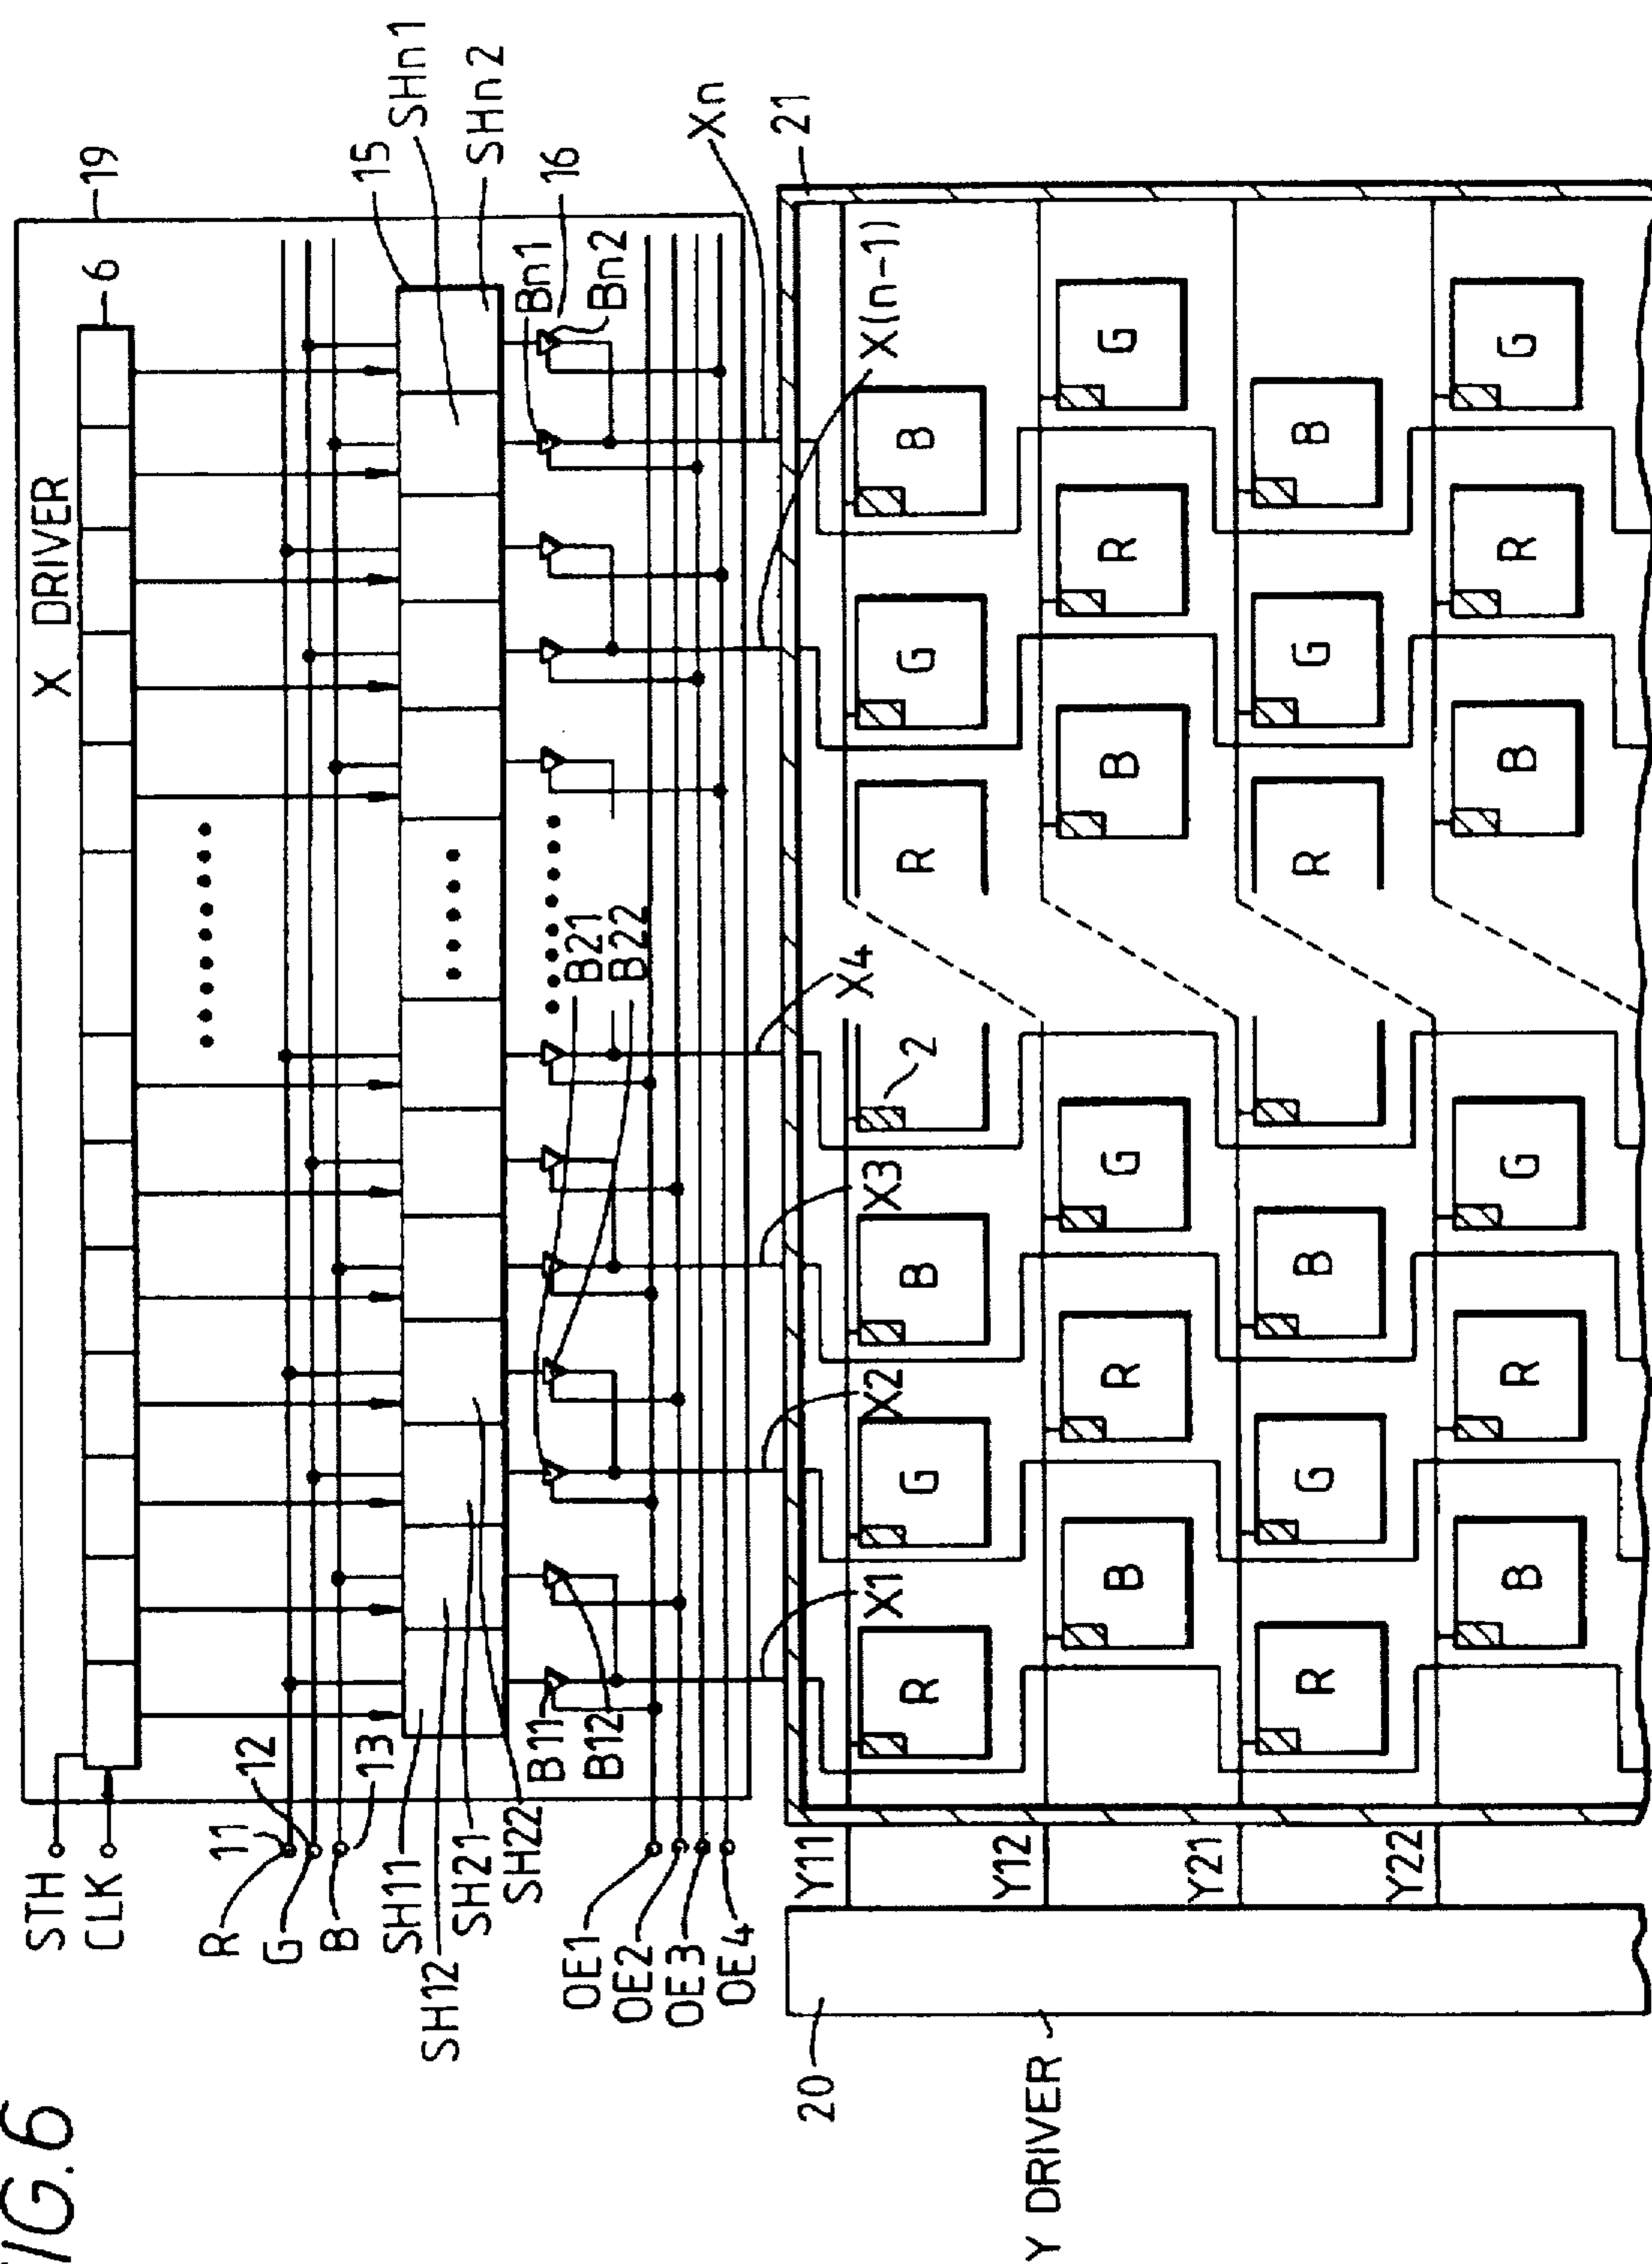 FIG.6
X DRIVER
19
6
STH
CLK
R
11
12
G
B
13
15
SHn1
SHn2
SH11
SH12
SH21
SH22
B11
B12
B21
B22
Bn1
16
Bn2
OE1
OE2
OE3
OE4
X1
X2
X3
X4
X(n-1)
Xn
21
20
Y DRIVER
Y11
R G B 2 R G B
Y12
B R G B R G
Y21
R G B R G B
Y22
B R G B R G